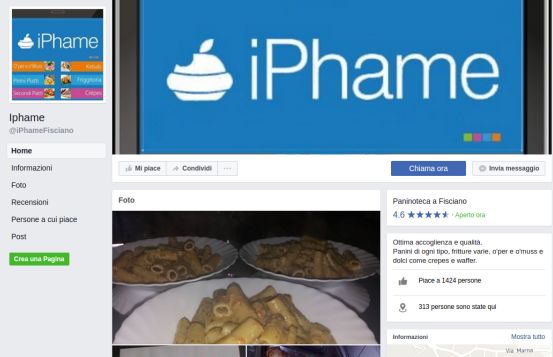 iPhame
O'per e o'Muss
Kebab
Primi Piatti
Friggitoria
Secondi Piatti
Crèpes
iPhame
Iphame
@iPhameFisciano
Home
Informazioni
Foto
Recensioni
Persone a cui piace
Post
Crea una Pagina
Mi piace
Condividi
...
Chiama ora
Invia messaggio
Foto
Paninoteca a Fisciano
4.6 ★★★★★ · Aperto ora
Ottima accoglienza e qualità.
Panini di ogni tipo, fritture varie, o'per e o'muss e
dolci come crepes e waffer.
Piace a 1424 persone
313 persone sono state qui
Informazioni
Mostra tutto
Via Marna